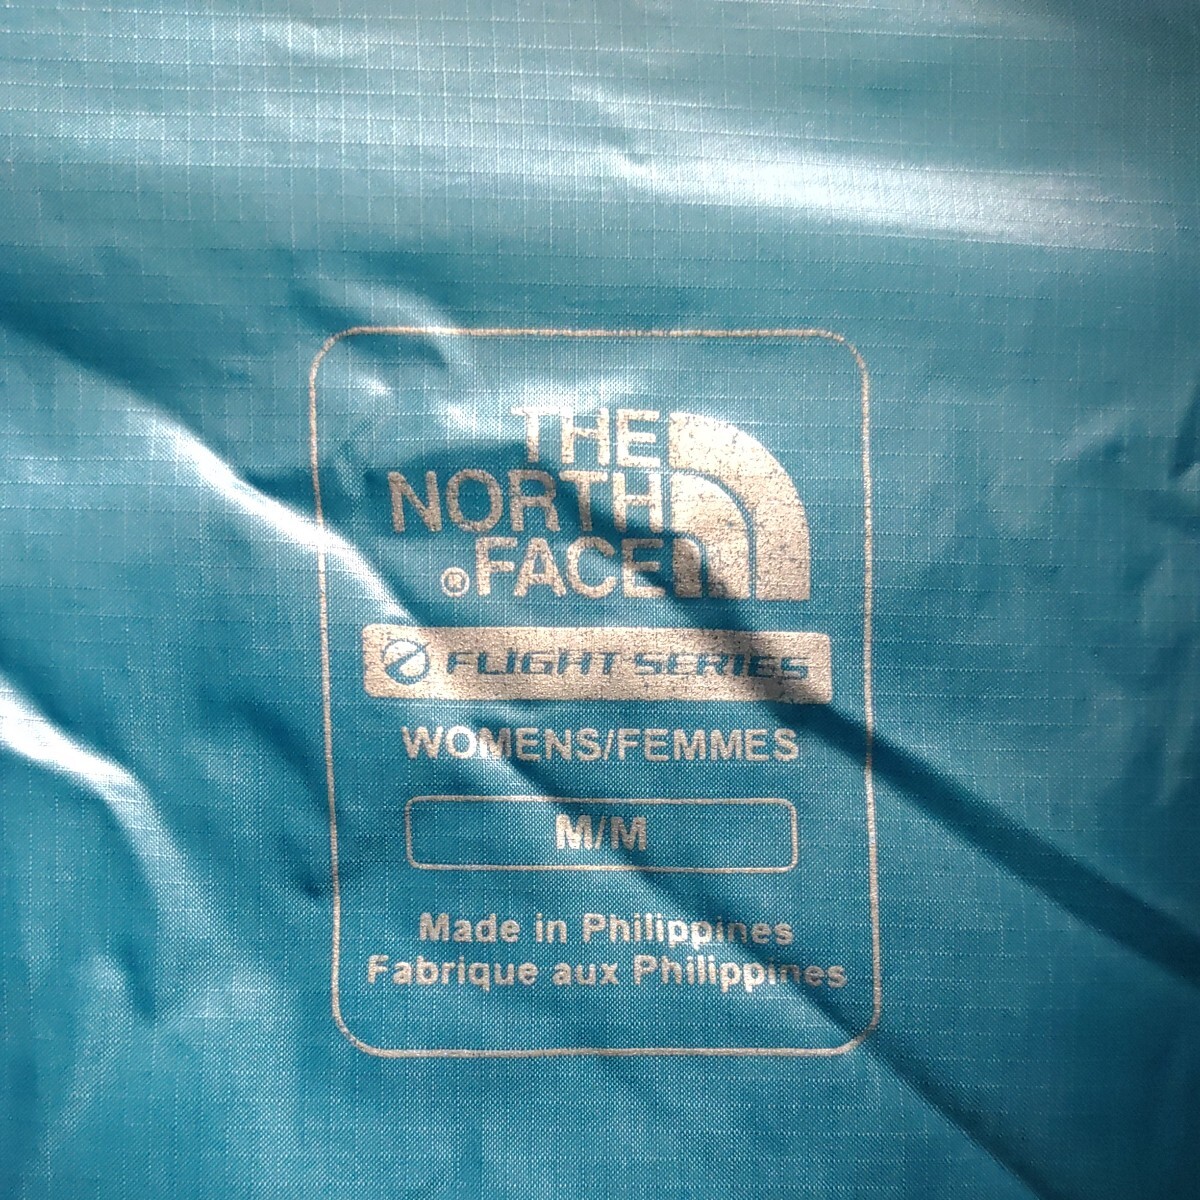 THE
NORTH
®FACE
FLIGHT SERIES
WOMENS/FEMMES
M/M
Made in Philippines
Fabrique aux Philippines